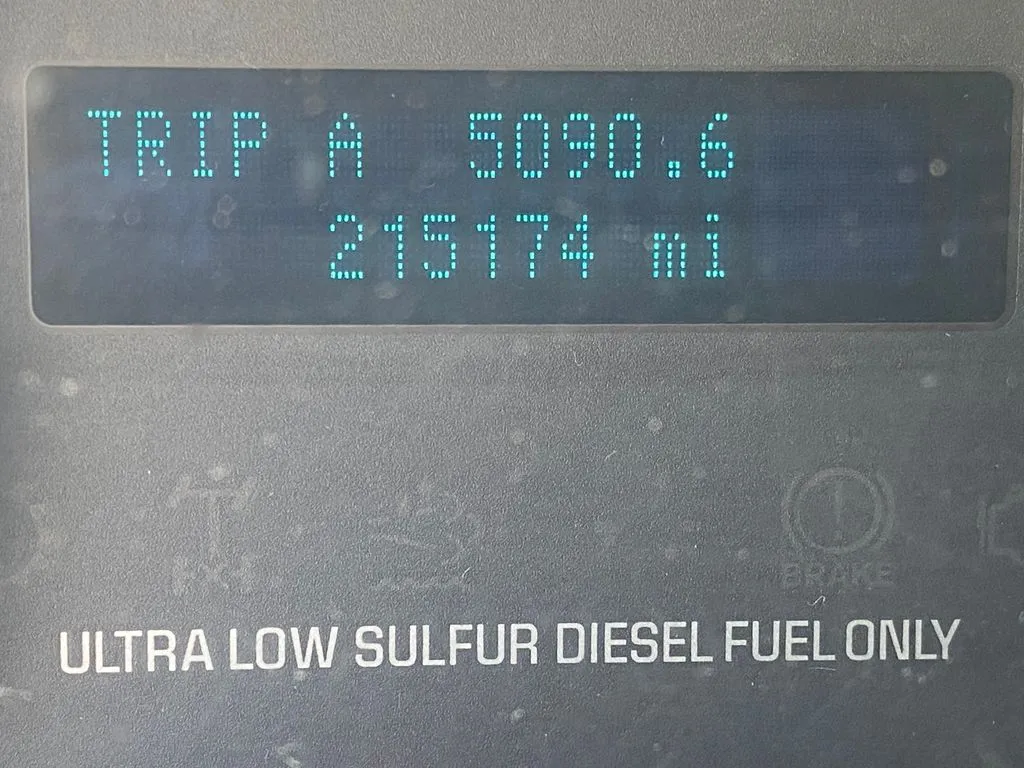 TRIP A 5090.6
215174 mi
BRAKE
ULTRA LOW SULFUR DIESEL FUEL ONLY